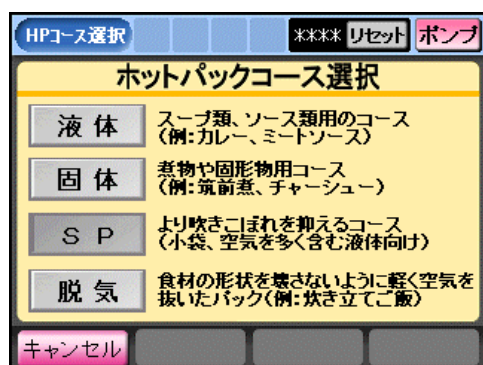 HPコース選択 **** リセット ポンプ
ホットパックコース選択
液体 スープ類、ソース類用のコース
(例:カレー、ミートソース)
固体 煮物や固形物用コース
(例:筑前煮、チャーシュー)
SP より吹きこぼれを抑えるコース
(小袋、空気を多く含む液体向け)
脱気 食材の形状を壊さないように軽く空気を
抜いたパック(例:炊き立てご飯)
キャンセル